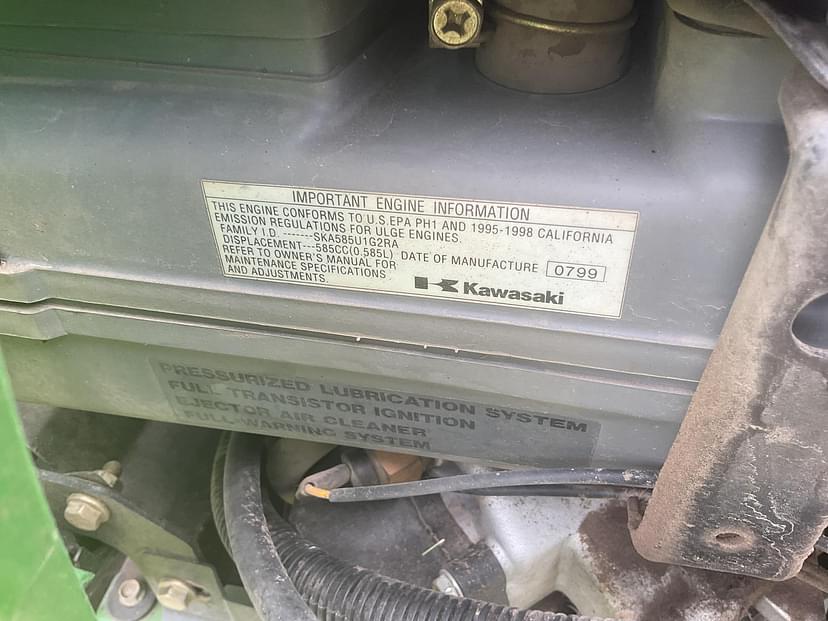 IMPORTANT ENGINE INFORMATION
THIS ENGINE CONFORMS TO U.S.EPA PH1 AND 1995-1998 CALIFORNIA
EMISSION REGULATIONS FOR ULGE ENGINES.
FAMILY I.D. -------SKA585U1G2RA
DISPLACEMENT---585CC(0.585L) DATE OF MANUFACTURE 0799
REFER TO OWNER'S MANUAL FOR
MAINTENANCE SPECIFICATIONS
AND ADJUSTMENTS.
Kawasaki
PRESSURIZED LUBRICATION SYSTEM
FULL TRANSISTOR IGNITION
EJECTOR AIR CLEANER
FULL-WARNING SYSTEM